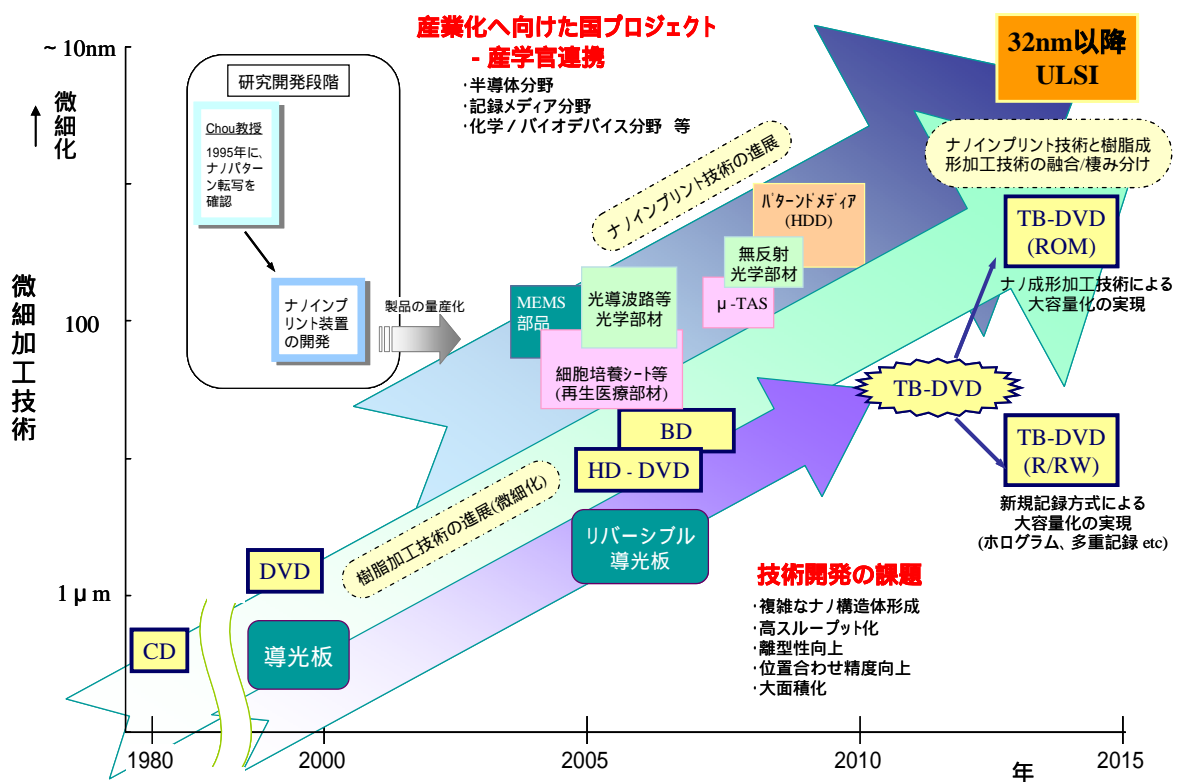 産業化へ向けた国プロジェクト
- 産学官連携
・半導体分野
・記録メディア分野
・化学/バイオデバイス分野 等
~10nm
微細化
微細加工技術
100
1μm
研究開発段階
Chou教授
1995年に、
ナノパター
ン転写を
確認
ナノインプ
リント装置
の開発
製品の量産化
ナノインプリント技術の進展
32nm以降
ULSI
ナノインプリント技術と樹脂成
形加工技術の融合/棲み分け
パターンドメディア
(HDD)
無反射
光学部材
μ-TAS
MEMS
部品
光導波路等
光学部材
細胞培養シート等
(再生医療部材)
TB-DVD
(ROM)
ナノ成形加工技術による
大容量化の実現
TB-DVD
TB-DVD
(R/RW)
新規記録方式による
大容量化の実現
(ホログラム、多重記録 etc)
BD
HD-DVD
樹脂加工技術の進展(微細化)
リバーシブル
導光板
DVD
CD
導光板
技術開発の課題
・複雑なナノ構造体形成
・高スループット化
・離型性向上
・位置合わせ精度向上
・大面積化
1980
2000
2005
2010
2015
年